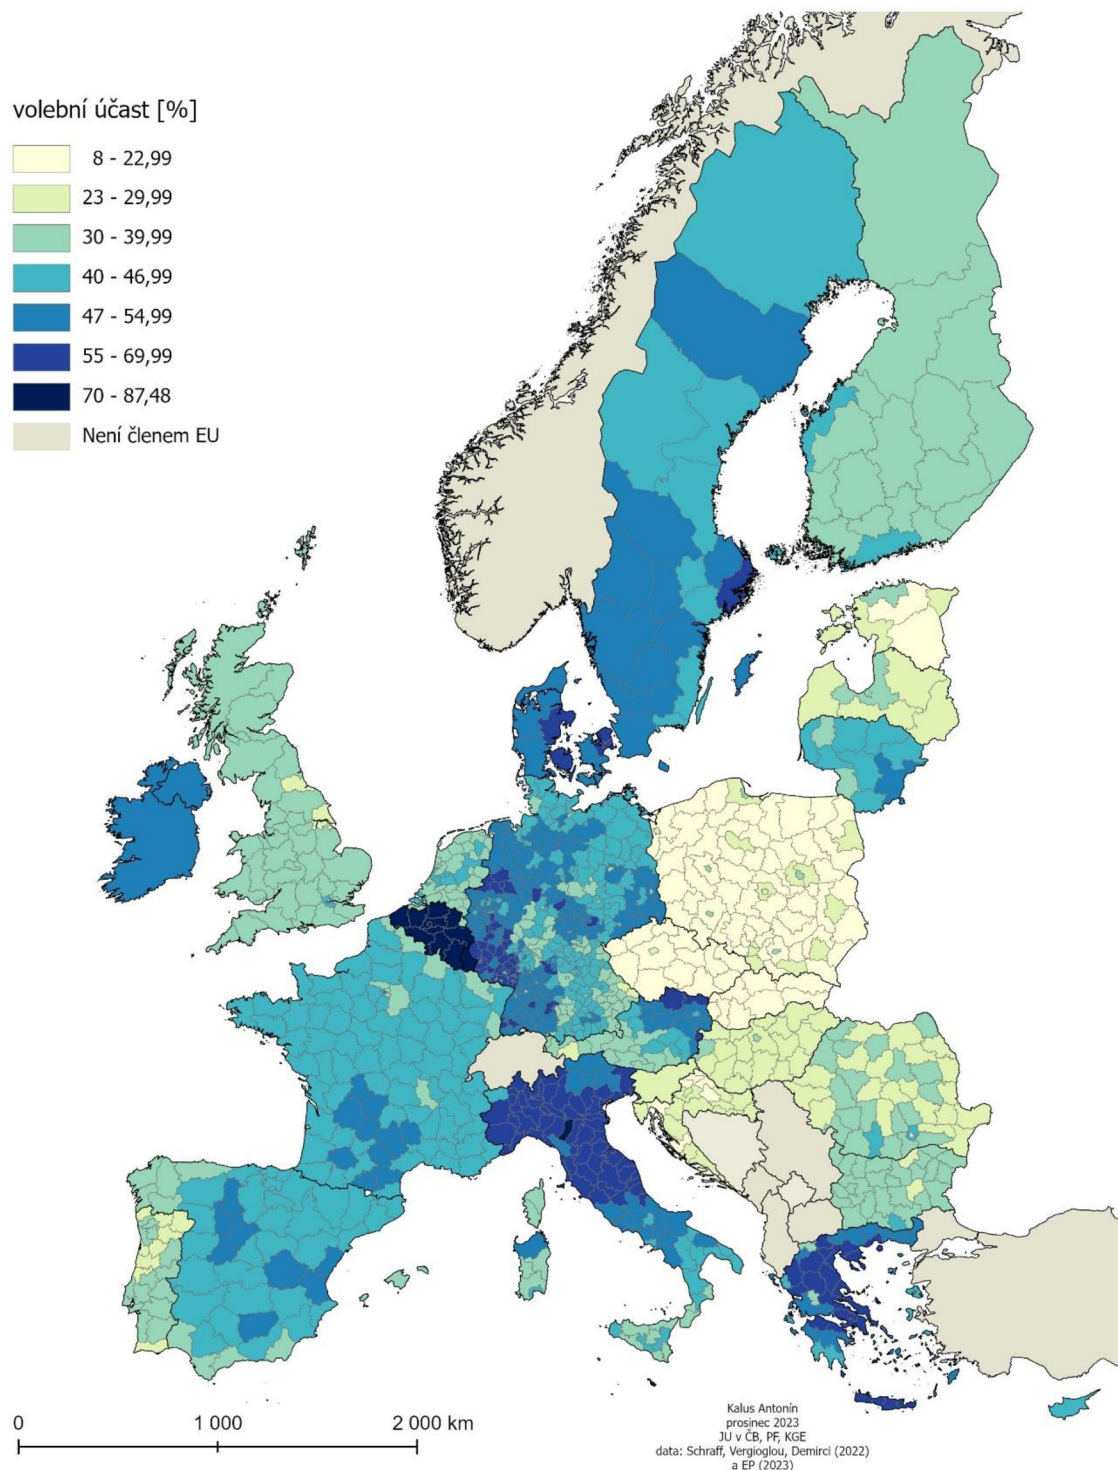 volební účast [%]
8 - 22,99
23 - 29,99
30 - 39,99
40 - 46,99
47 - 54,99
55 - 69,99
70 - 87,48
Není členem EU
0 1 000 2 000 km
Kalus Antonín
prosinec 2023
JU v ČB, PF, KGE
data: Schraff, Vergioglou, Demirci (2022)
a EP (2023)